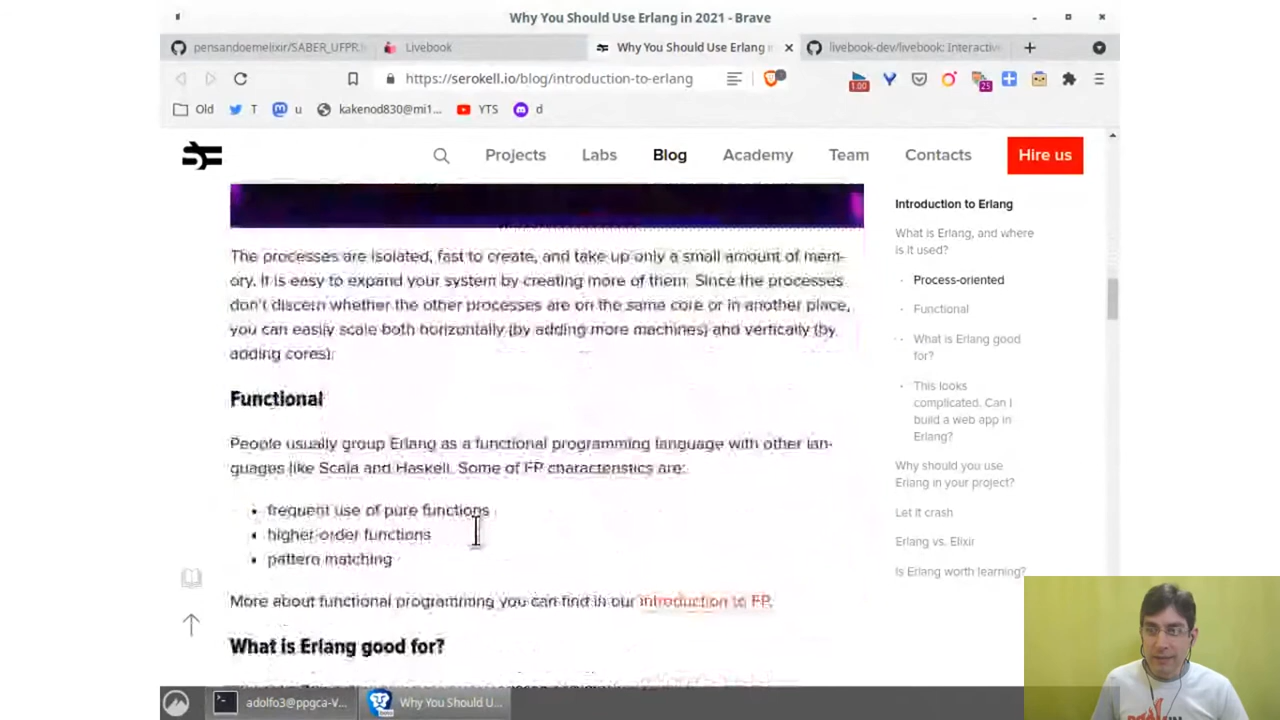 Why You Should Use Erlang in 2021 - Brave
pensandoemelixir/SABER_UFPR.
Livebook
Why You Should Use Erlang i
livebook-dev/livebook: Interactiv
https://serokell.io/blog/introduction-to-erlang
1.00
25
Old
T
u
kakenod830@mi1...
YTS
d
Projects
Labs
Blog
Academy
Team
Contacts
Hire us
The processes are isolated, fast to create, and take up only a small amount of mem-
ory. It is easy to expand your system by creating more of them. Since the processes
don't discern whether the other processes are on the same core or in another place,
you can easily scale both horizontally (by adding more machines) and vertically (by
adding cores).
Functional
People usually group Erlang as a functional programming language with other lan-
guages like Scala and Haskell. Some of FP characteristics are:
• frequent use of pure functions
• higher-order functions
• pattern matching
More about functional programming you can find in our introduction to FP.
What is Erlang good for?
Introduction to Erlang
What is Erlang, and where
is it used?
Process-oriented
Functional
What is Erlang good
for?
This looks
complicated. Can I
build a web app in
Erlang?
Why should you use
Erlang in your project?
Let it crash
Erlang vs. Elixir
Is Erlang worth learning?
adolfo3@ppgca-V...
Why You Should U...